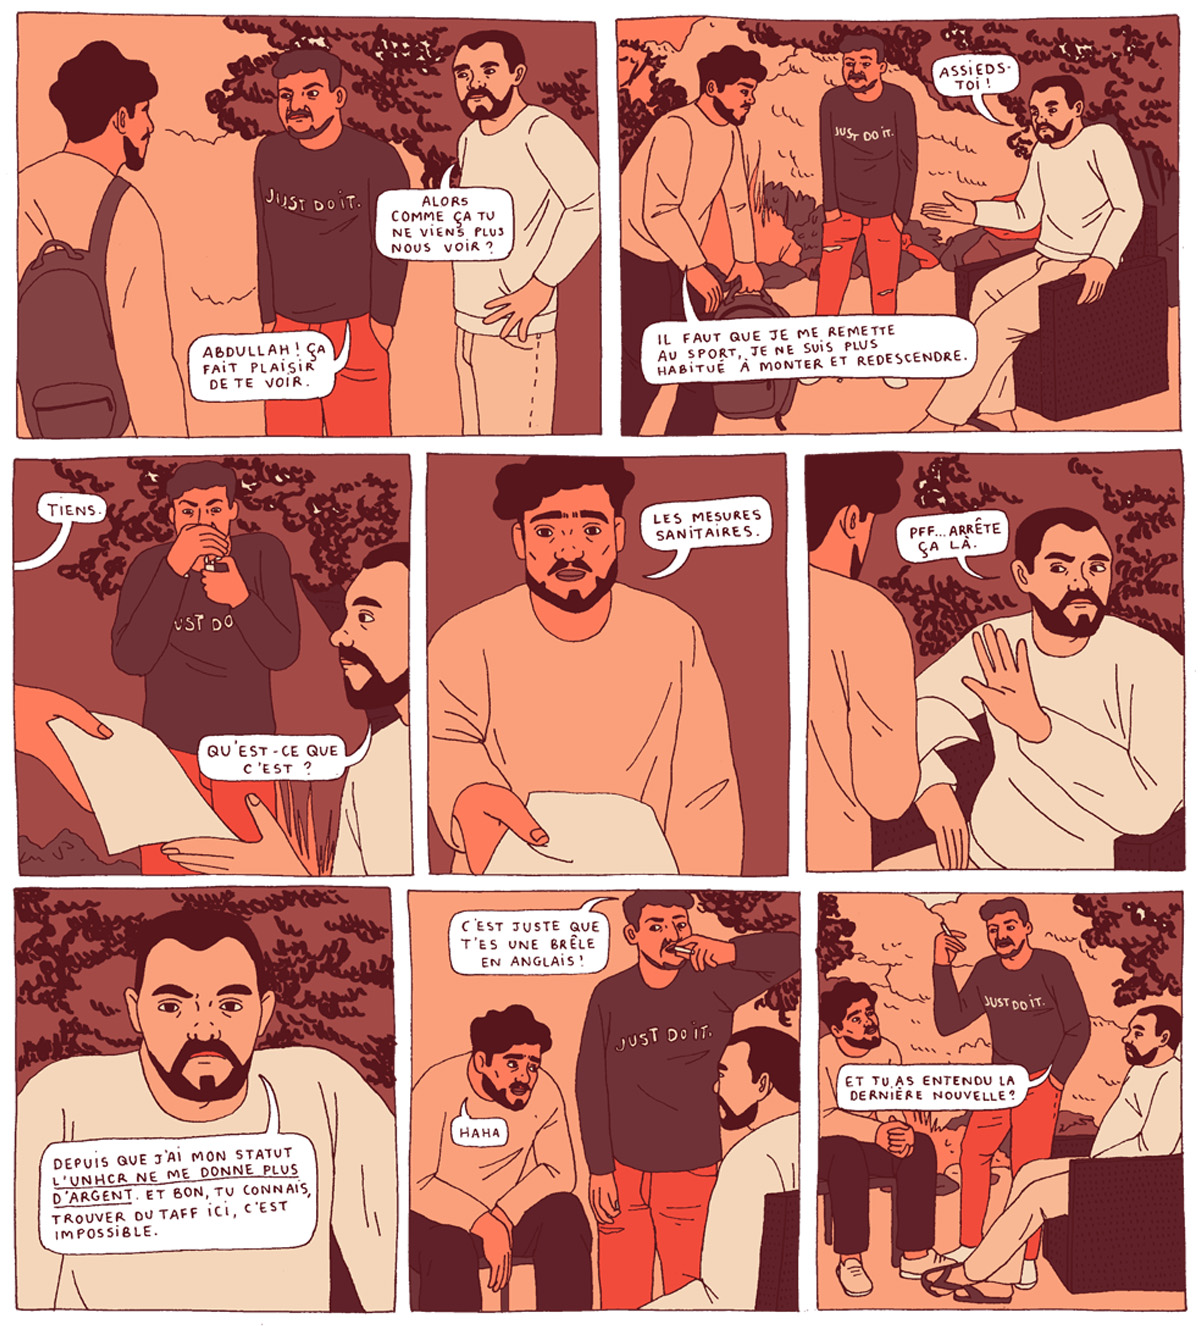 JUST DO IT.
ALORS
COMME ÇA TU
NE VIENS PLUS
NOUS VOIR ?
ABDULLAH ! ÇA
FAIT PLAISIR
DE TE VOIR.
ASSIEDS-
TOI !
JUST DO IT.
IL FAUT QUE JE ME REMETTE
AU SPORT, JE NE SUIS PLUS
HABITUÉ À MONTER ET REDESCENDRE.
TIENS.
UST DO
QU'EST-CE QUE
C'EST ?
LES MESURES
SANITAIRES.
PFF... ARRÊTE
ÇA LÀ.
DEPUIS QUE J'AI MON STATUT
L'UNHCR NE ME DONNE PLUS
D'ARGENT. ET BON, TU CONNAIS,
TROUVER DU TAFF ICI, C'EST
IMPOSSIBLE.
C'EST JUSTE QUE
T'ES UNE BRÊLE
EN ANGLAIS !
JUST DO IT.
HAHA
JUST DO IT.
ET TU AS ENTENDU LA
DERNIÈRE NOUVELLE ?